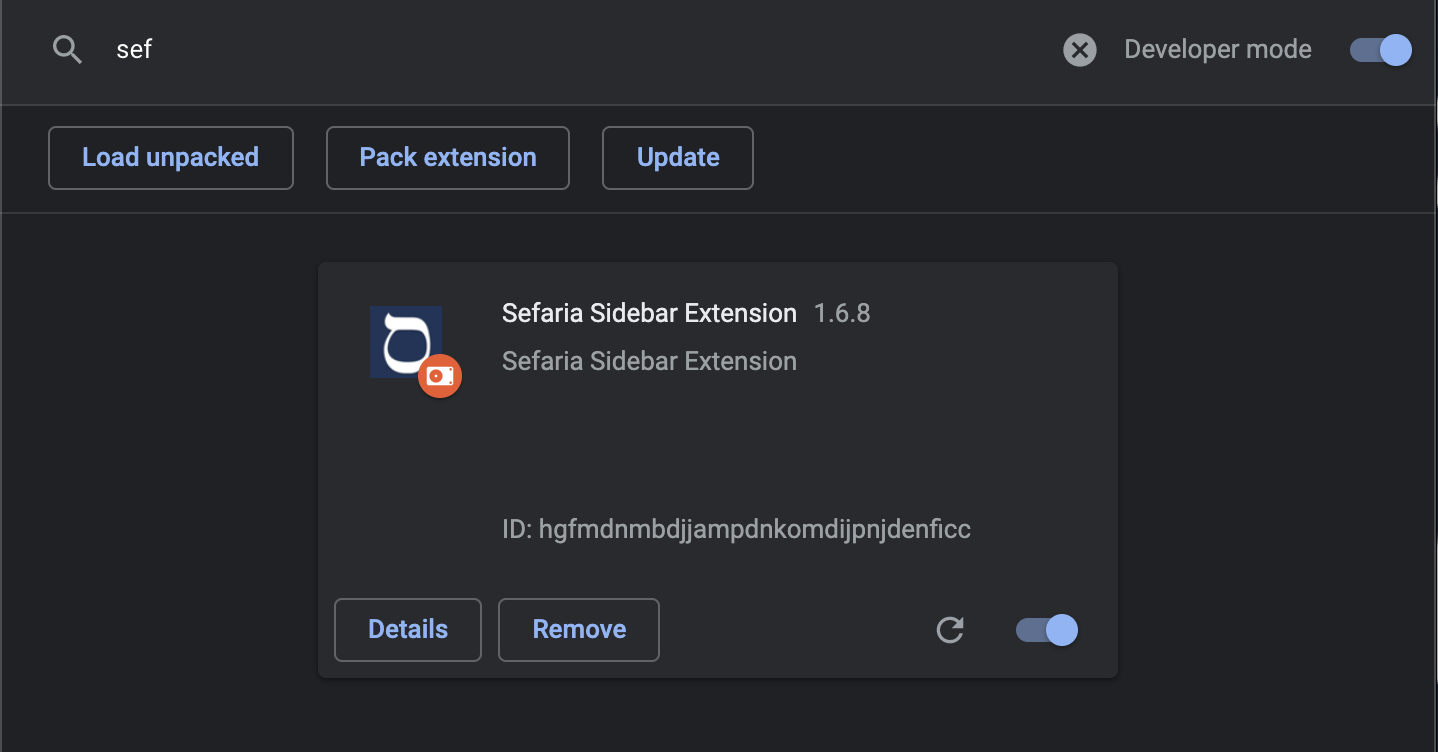 sef
Developer mode
Load unpacked
Pack extension
Update
ס
Sefaria Sidebar Extension 1.6.8
Sefaria Sidebar Extension
ID: hgfmdnmbdjjampdnkomdijpnjdenficc
Details
Remove